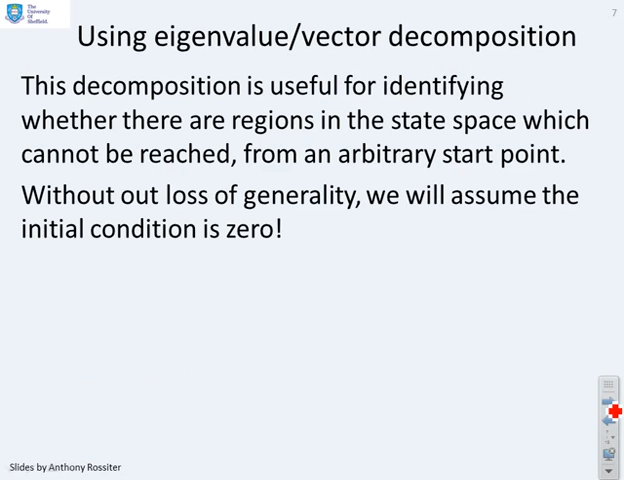 The
University
Of
Sheffield.
7
Using eigenvalue/vector decomposition
This decomposition is useful for identifying
whether there are regions in the state space which
cannot be reached, from an arbitrary start point.
Without out loss of generality, we will assume the
initial condition is zero!
Slides by Anthony Rossiter